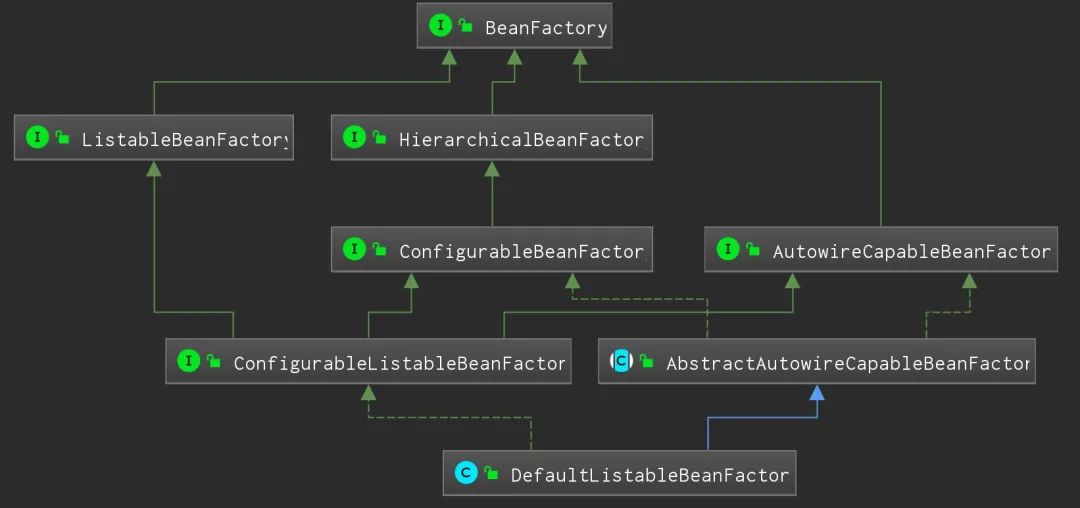 I BeanFactory
I ListableBeanFactory
I HierarchicalBeanFactor
I ConfigurableBeanFactor
I AutowireCapableBeanFactor
I ConfigurableListableBeanFactor
C AbstractAutowireCapableBeanFactor
C DefaultListableBeanFactor